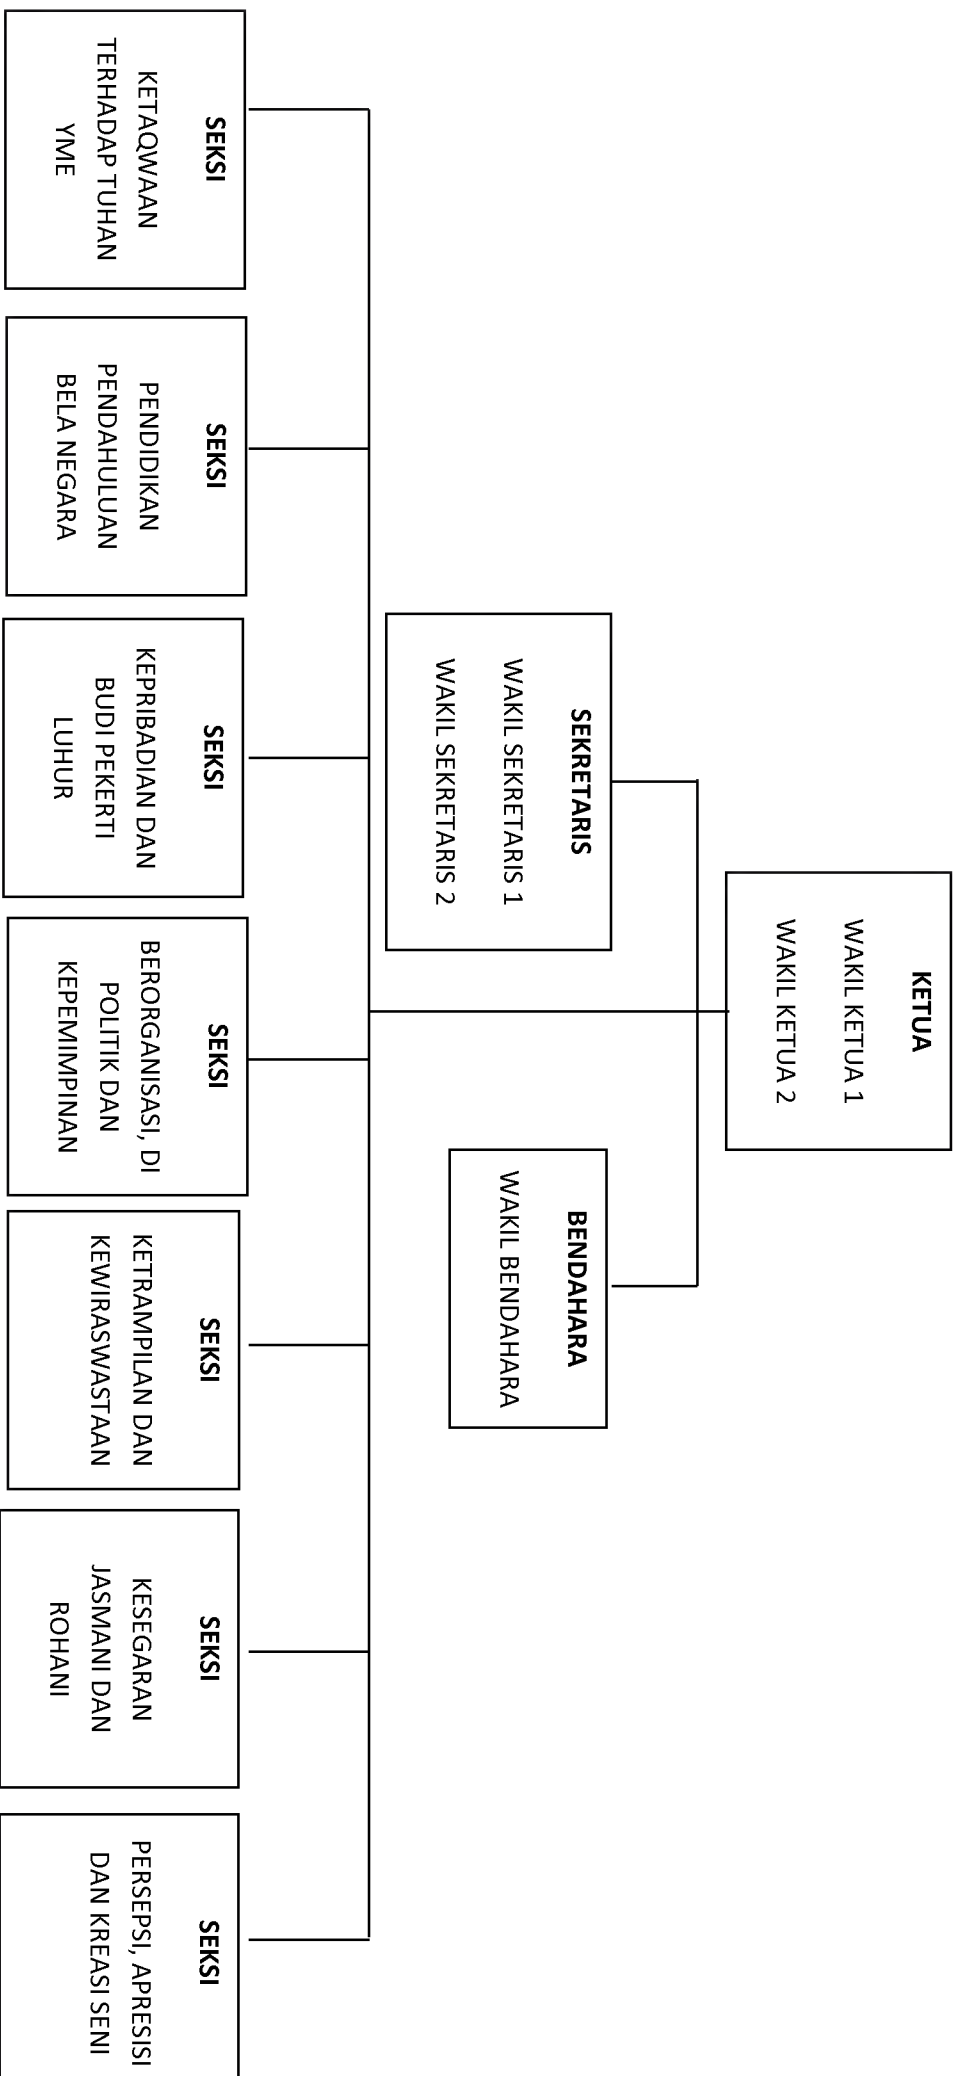 KETUA
WAKIL KETUA 1
WAKIL KETUA 2
SEKRETARIS
WAKIL SEKRETARIS 1
WAKIL SEKRETARIS 2
BENDAHARA
WAKIL BENDAHARA
SEKSI
KETAQWAAN
TERHADAP TUHAN
YME
SEKSI
PENDIDIKAN
PENDAHULUAN
BELA NEGARA
SEKSI
KEPRIBADIAN DAN
BUDI PEKERTI
LUHUR
SEKSI
BERORGANISASI, DI
POLITIK DAN
KEPEMIMPINAN
SEKSI
KETRAMPILAN DAN
KEWIRASWASTAAN
SEKSI
KESEGARAN
JASMANI DAN
ROHANI
SEKSI
PERSEPSI, APRESISI
DAN KREASI SENI